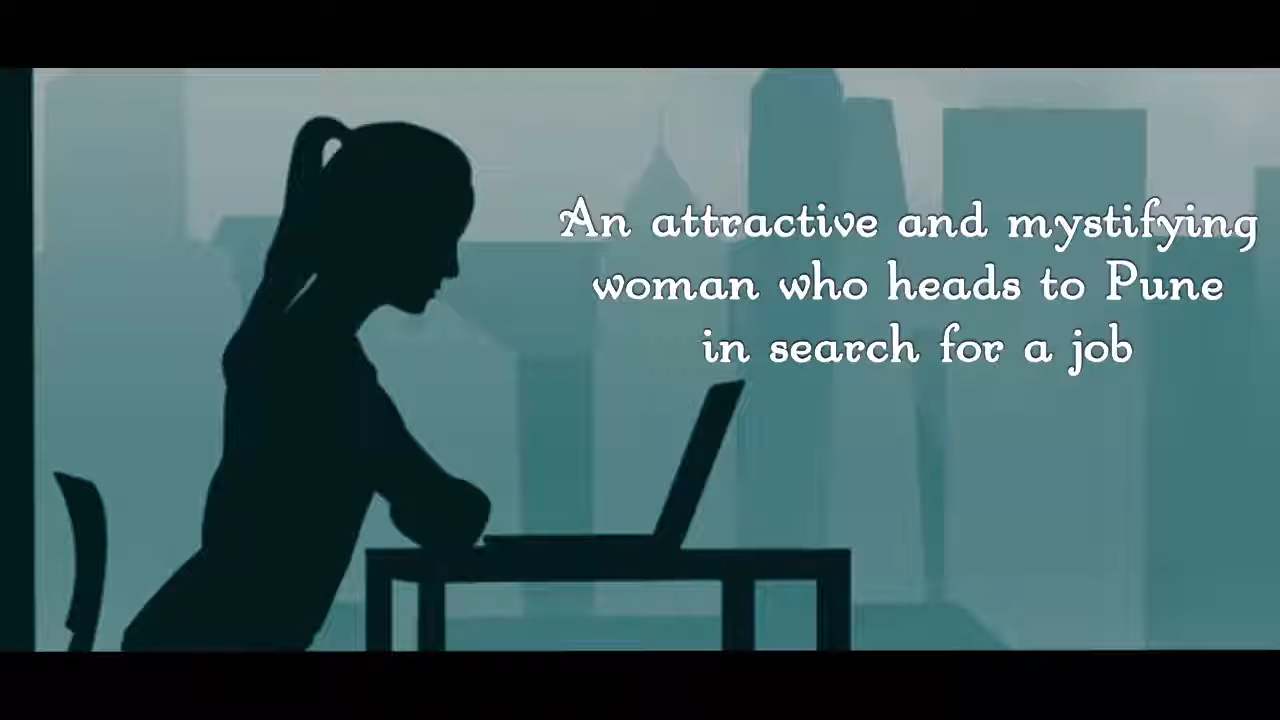 An attractive and mystifying
woman who heads to Pune
in search for a job